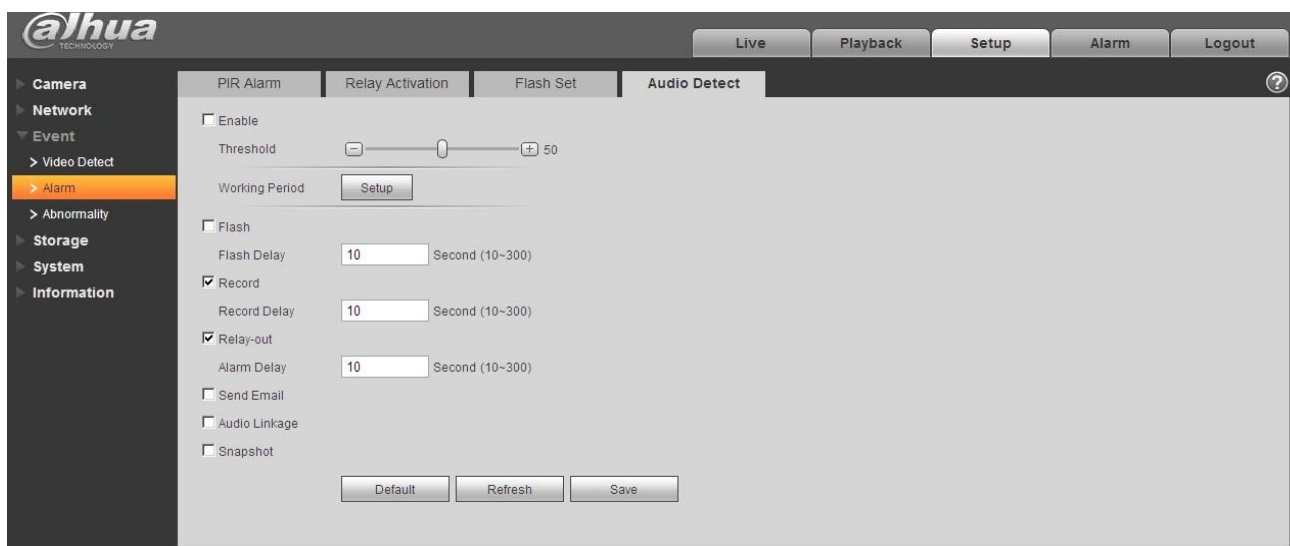 alhua
TECHNOLOGY
Live Playback Setup Alarm Logout
Camera
Network
Event
> Video Detect
> Alarm
> Abnormality
Storage
System
Information
PIR Alarm Relay Activation Flash Set Audio Detect ?
Enable
Threshold - + 50
Working Period Setup
Flash
Flash Delay 10 Second (10~300)
Record
Record Delay 10 Second (10~300)
Relay-out
Alarm Delay 10 Second (10~300)
Send Email
Audio Linkage
Snapshot
Default Refresh Save